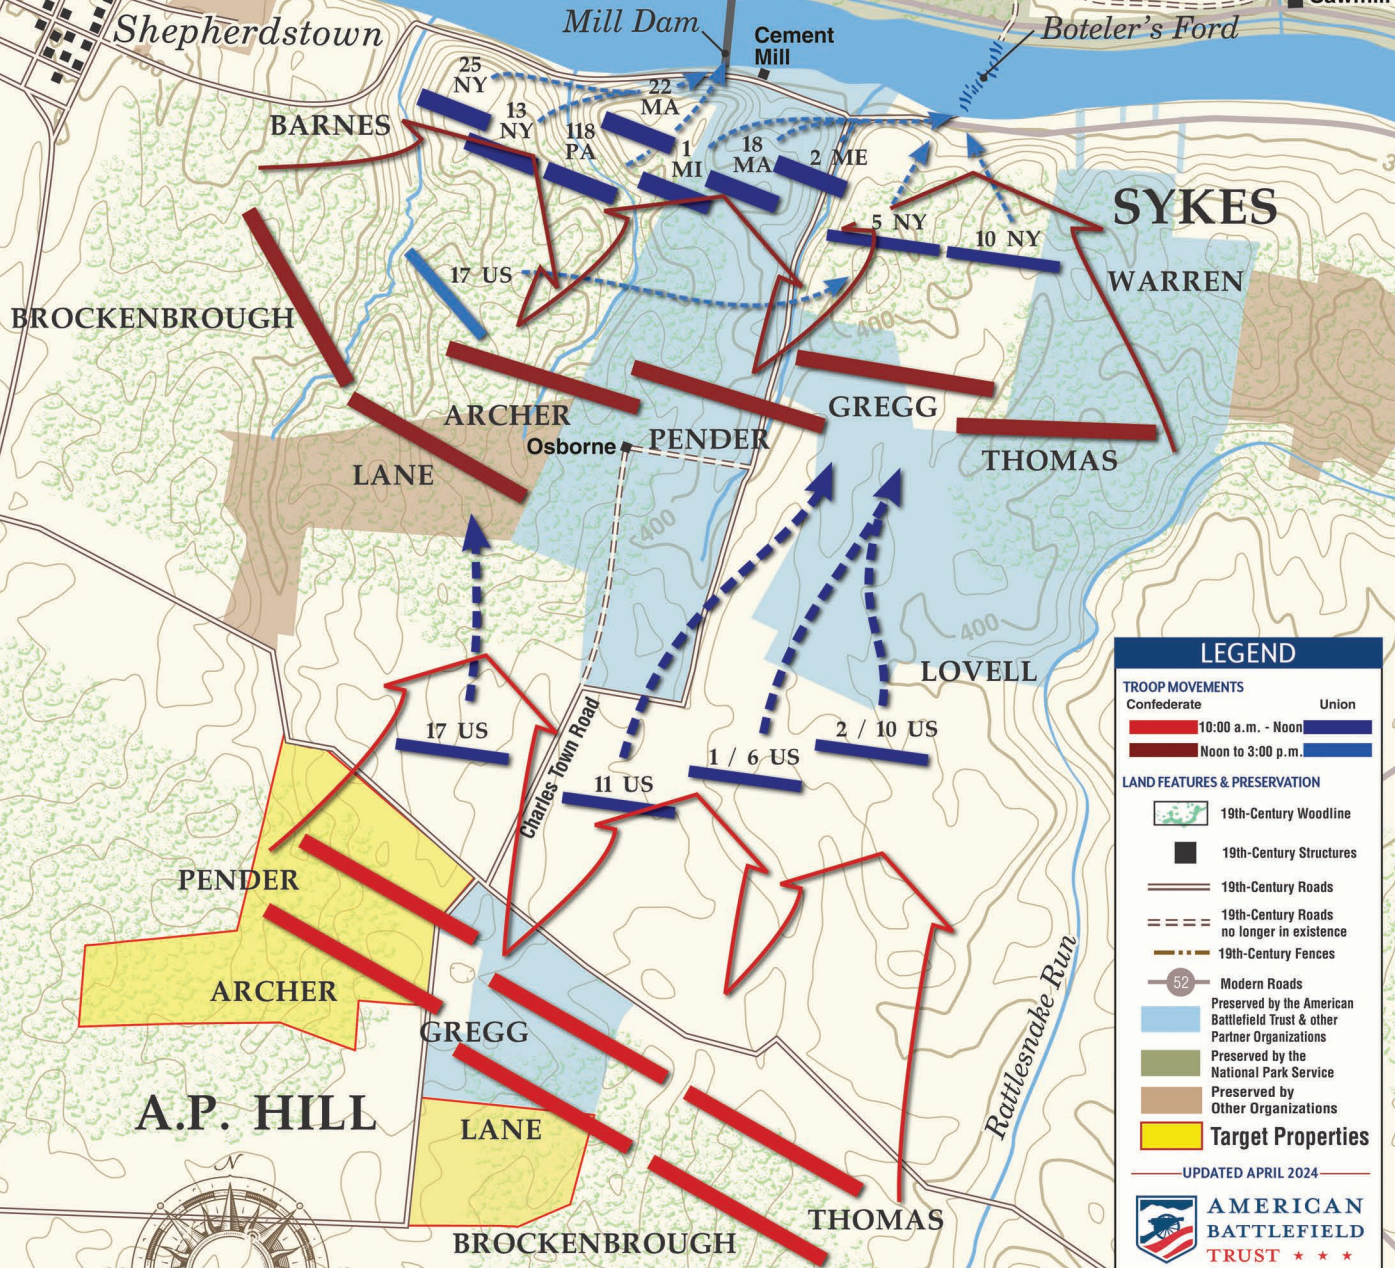 Shepherdstown
Mill Dam
Cement
Mill
Boteler's Ford
25
NY
22
MA
BARNES
13
NY
118
PA
1
MI
18
MA
2 ME
SYKES
5 NY
10 NY
17 US
WARREN
BROCKENBROUGH
400
ARCHER
GREGG
Osborne
PENDER
LANE
THOMAS
400
400
LOVELL
17 US
2 / 10 US
1 / 6 US
11 US
Charles Town Road
PENDER
ARCHER
GREGG
A.P. HILL
LANE
Rattlesnake Run
N
THOMAS
BROCKENBROUGH
LEGEND
TROOP MOVEMENTS
Confederate
Union
10:00 a.m. - Noon
Noon to 3:00 p.m.
LAND FEATURES & PRESERVATION
19th-Century Woodline
19th-Century Structures
19th-Century Roads
19th-Century Roads
no longer in existence
19th-Century Fences
52
Modern Roads
Preserved by the American
Battlefield Trust & other
Partner Organizations
Preserved by the
National Park Service
Preserved by
Other Organizations
Target Properties
UPDATED APRIL 2024
AMERICAN
BATTLEFIELD
TRUST ★ ★ ★